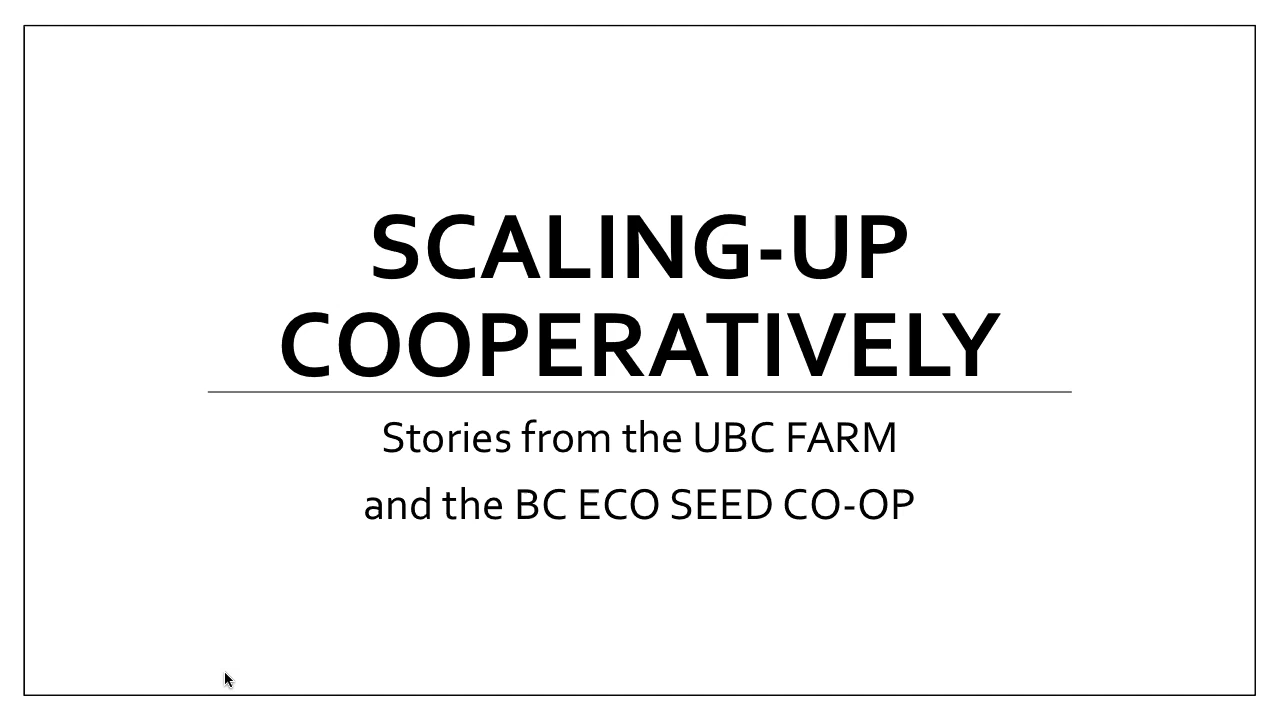 SCALING-UP
COOPERATIVELY
Stories from the UBC FARM
and the BC ECO SEED CO-OP